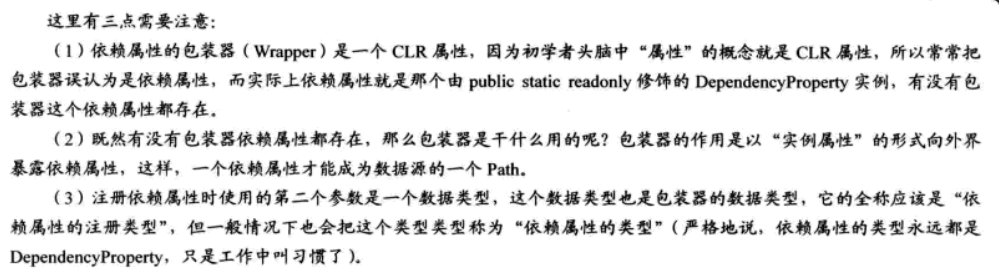 这里有三点需要注意：
（1）依赖属性的包装器（Wrapper）是一个 CLR 属性，因为初学者头脑中“属性”的概念就是 CLR 属性，所以常常把
包装器误认为是依赖属性，而实际上依赖属性就是那个由 public static readonly 修饰的 DependencyProperty 实例，有没有包
装器这个依赖属性都存在。
（2）既然有没有包装器依赖属性都存在，那么包装器是干什么用的呢？包装器的作用是以“实例属性”的形式向外界
暴露依赖属性，这样，一个依赖属性才能成为数据源的一个 Path。
（3）注册依赖属性时使用的第二个参数是一个数据类型，这个数据类型也是包装器的数据类型，它的全称应该是“依
赖属性的注册类型”，但一般情况下也会把这个类型类型称为“依赖属性的类型”（严格地说，依赖属性的类型永远都是
DependencyProperty，只是工作中叫习惯了）。